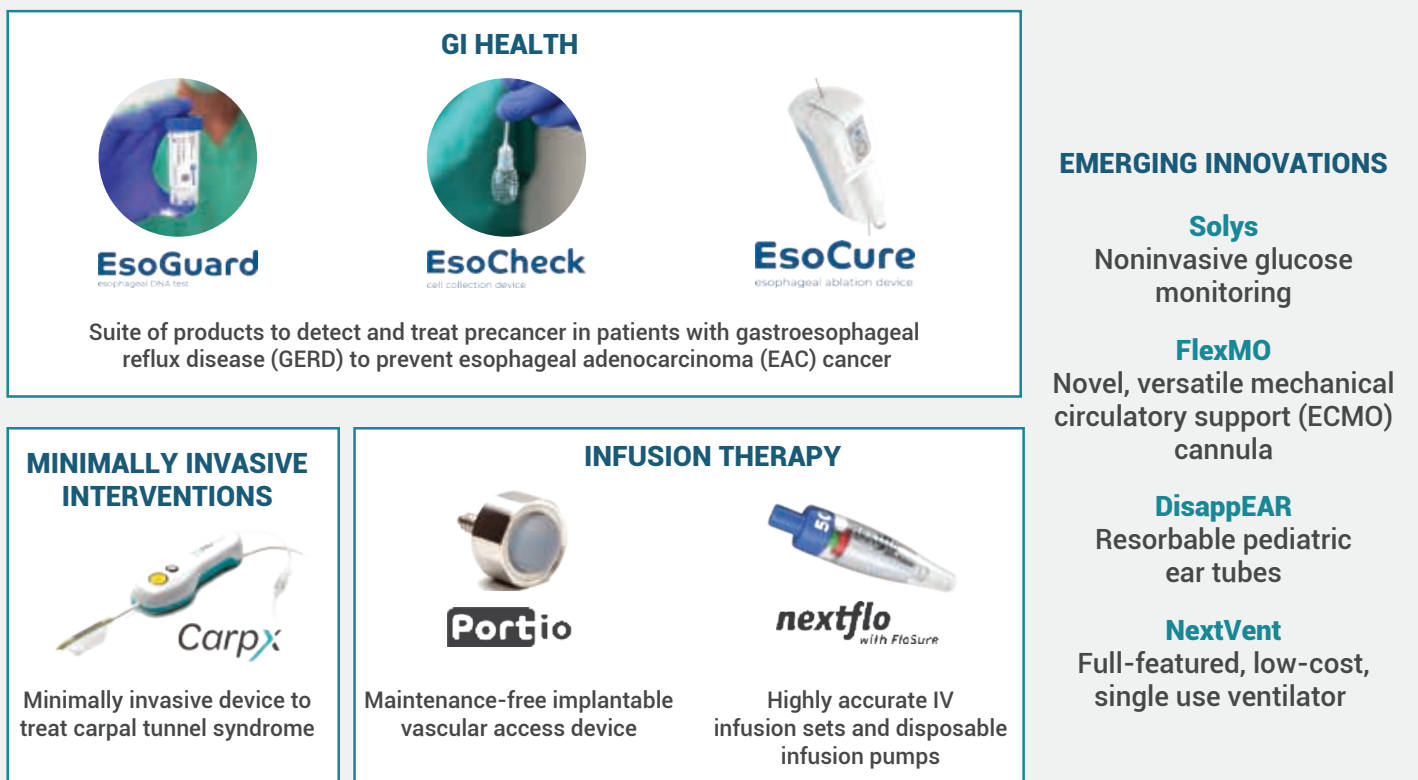 GI HEALTH
EsoGuard
esophageal DNA test
EsoCheck
cell collection device
EsoCure
esophageal ablation device
Suite of products to detect and treat precancer in patients with gastroesophageal
reflux disease (GERD) to prevent esophageal adenocarcinoma (EAC) cancer
MINIMALLY INVASIVE
INTERVENTIONS
CarpX
Minimally invasive device to
treat carpal tunnel syndrome
INFUSION THERAPY
Portio
Maintenance-free implantable
vascular access device
50
nextflo
with FloSure
Highly accurate IV
infusion sets and disposable
infusion pumps
EMERGING INNOVATIONS
Solys
Noninvasive glucose
monitoring
FlexMO
Novel, versatile mechanical
circulatory support (ECMO)
cannula
DisappEAR
Resorbable pediatric
ear tubes
NextVent
Full-featured, low-cost,
single use ventilator